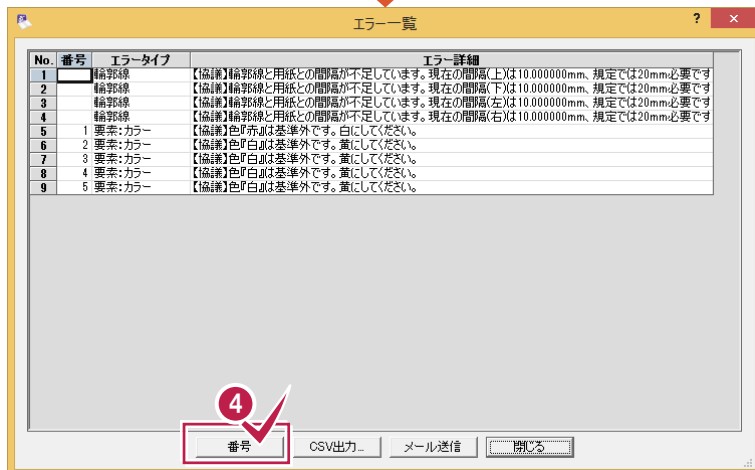 エラー一覧
? ×
No. 番号 エラータイプ エラー詳細
1 輪郭線 【協議】輪郭線と用紙との間隔が不足しています。現在の間隔(上)は10.000000mm、規定では20mm必要です
2 輪郭線 【協議】輪郭線と用紙との間隔が不足しています。現在の間隔(下)は10.000000mm、規定では20mm必要です
3 輪郭線 【協議】輪郭線と用紙との間隔が不足しています。現在の間隔(左)は10.000000mm、規定では20mm必要です
4 輪郭線 【協議】輪郭線と用紙との間隔が不足しています。現在の間隔(右)は10.000000mm、規定では20mm必要です
5 1 要素:カラー 【協議】色『赤』は基準外です。白にしてください。
6 2 要素:カラー 【協議】色『白』は基準外です。黄にしてください。
7 3 要素:カラー 【協議】色『白』は基準外です。黄にしてください。
8 4 要素:カラー 【協議】色『白』は基準外です。黄にしてください。
9 5 要素:カラー 【協議】色『白』は基準外です。黄にしてください。
4
番号 CSV出力... メール送信 閉じる